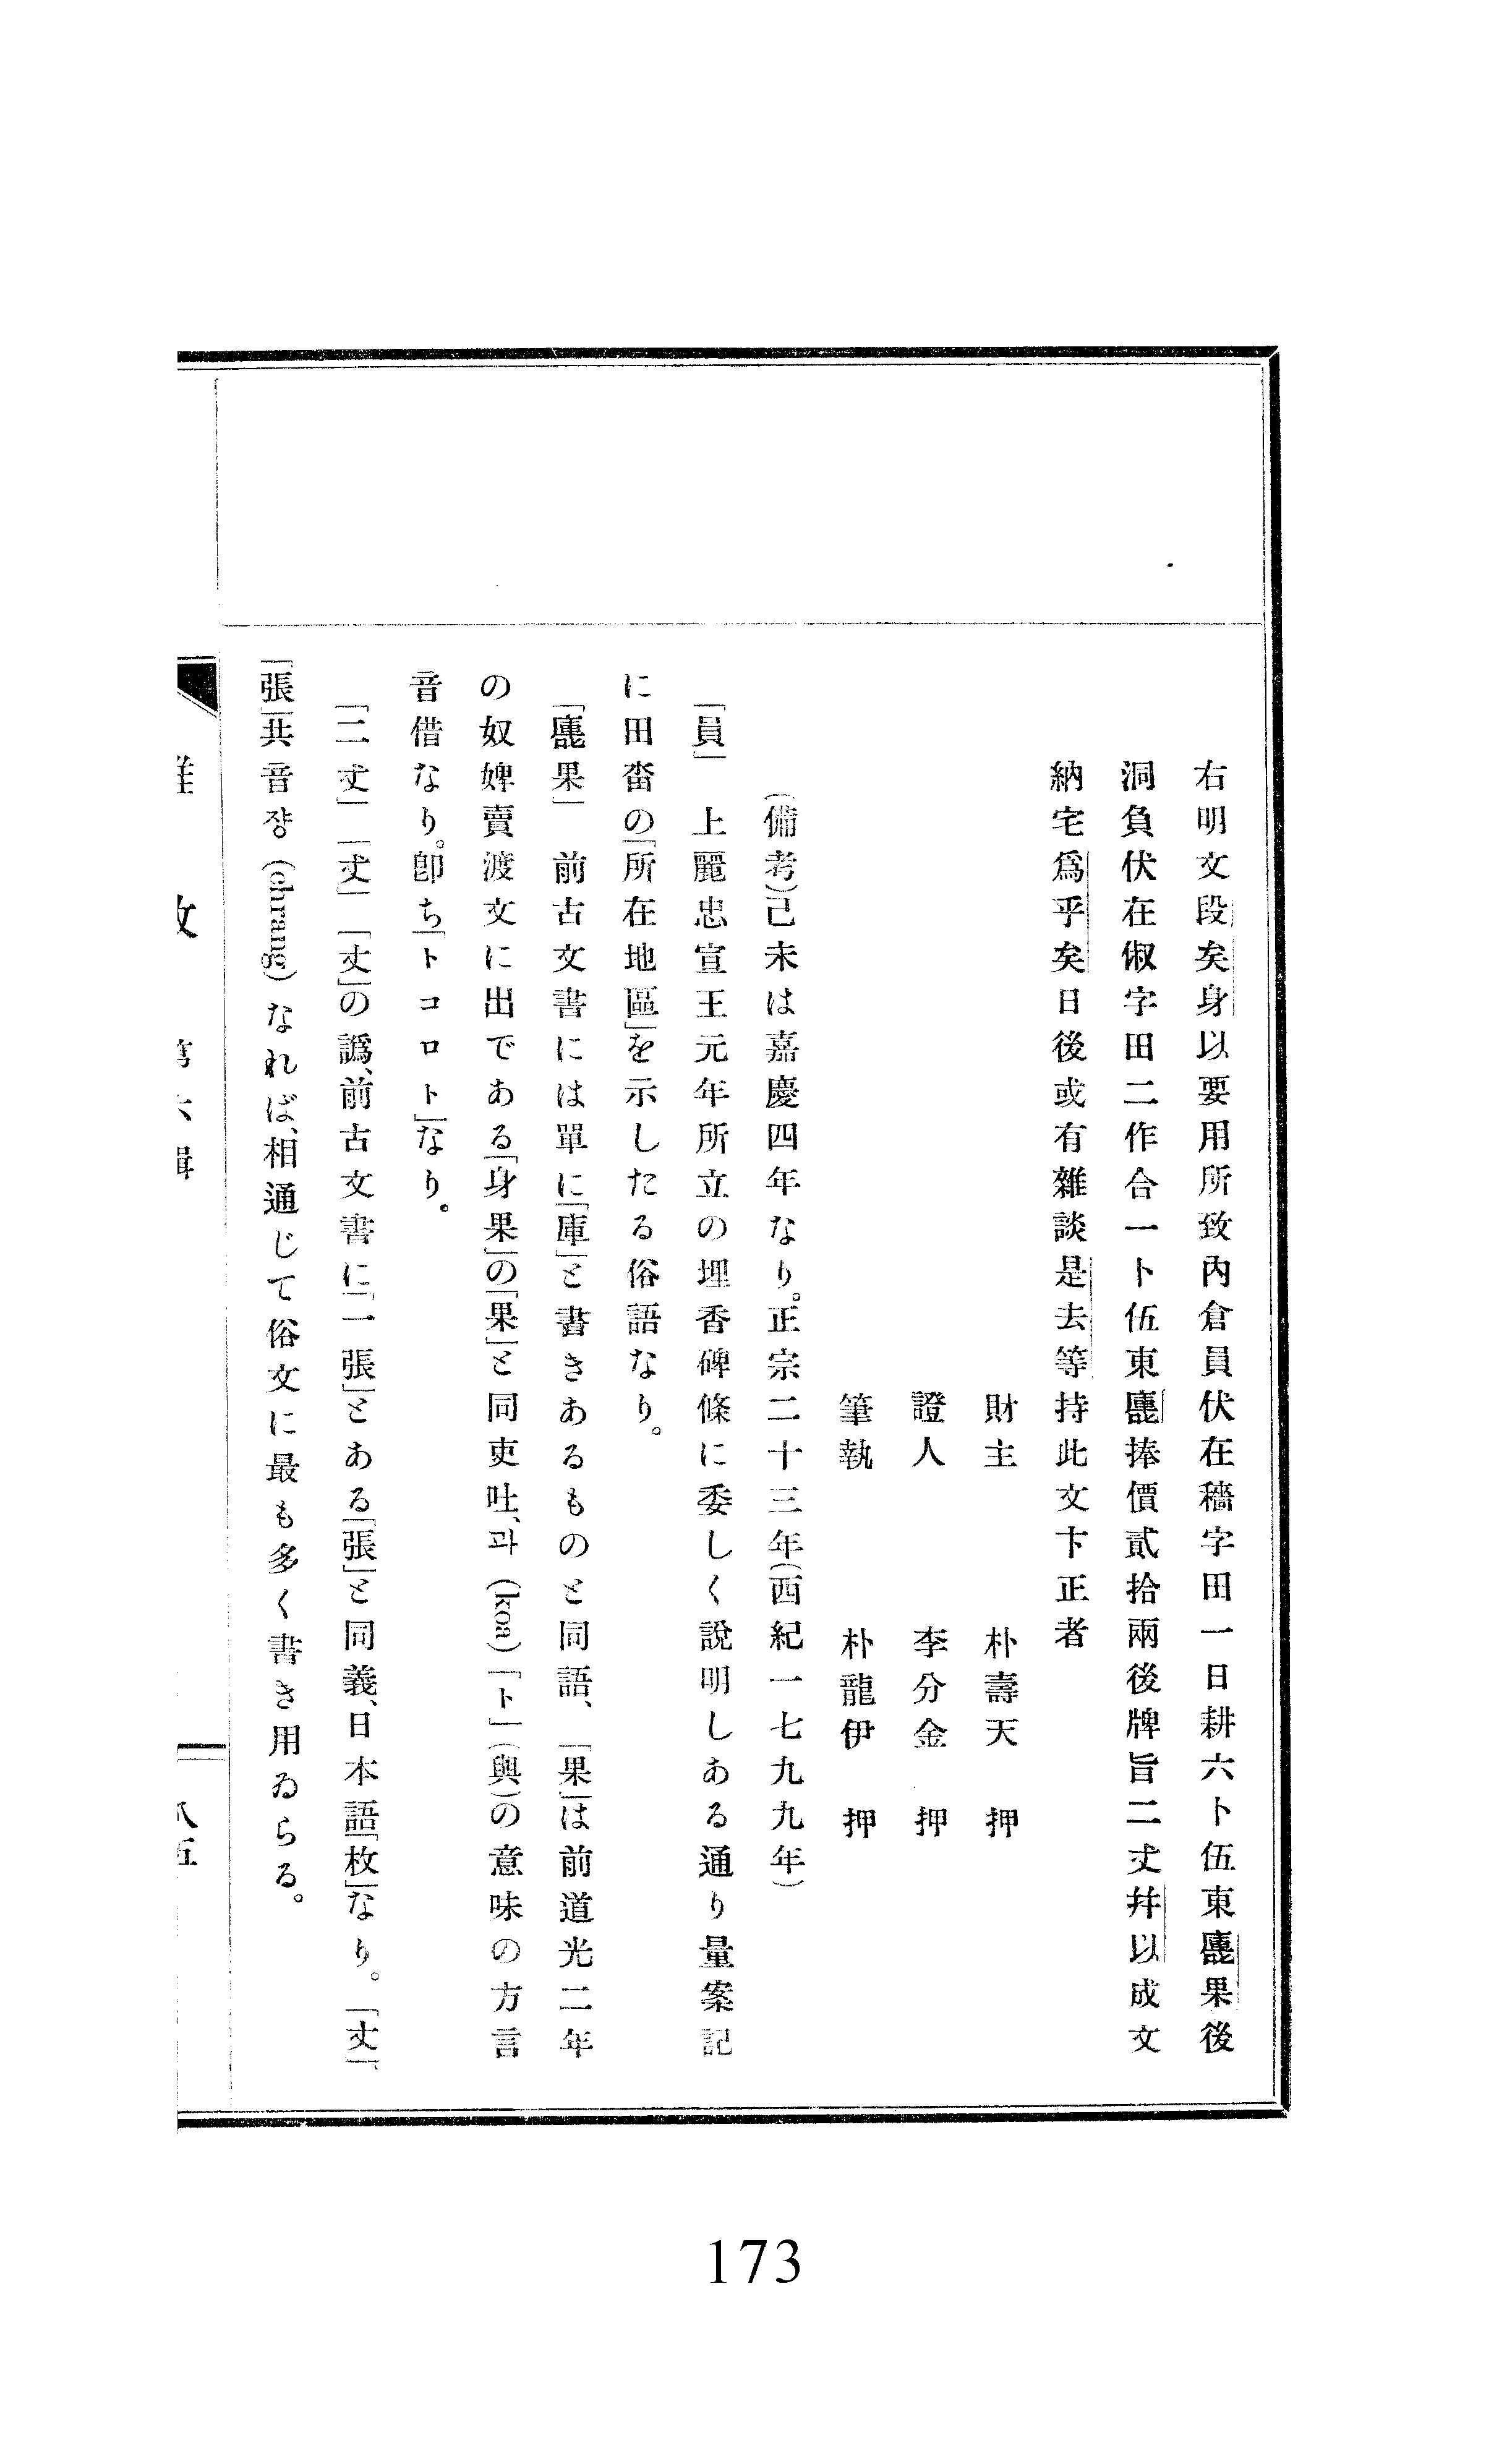 右明文段矣身以要用所致內倉員伏在穡字田一日耕六卜伍東㢝果後
洞負伏在俶字田二作合一卜伍東㢝捧價貳拾兩後牌旨二𠀋幷以成文
納宅爲乎矣日後或有雜談是去等持此文卞正者
財主 朴壽天 押
證人 李分金 押
筆執 朴龍伊 押
(備考)己未は嘉慶四年なり。正宗二十三年(西紀一七九九年)
「員」 上麗忠宣王元年所立の埋香碑條に委しく說明しある通り量案記
に田畓の「所在地區」を示したる俗語なり。
「㢝果」 前古文書には單に「庫」と書きあるものと同語、「果」は前道光二年
の奴婢賣渡文に出である「身果」の「果」と同吏吐、과(koa)「ト」(與)の意味の方言
音借なり。卽ち「トコロト」なり。
「二𠀋」「𠀋」「𠀋」の譌、前古文書に「一張」とある「張」と同義、日本語「枚」なり。「丈」、
「張」共音쟝(chrang)なれば、相通じて俗文に最も多く書き用ゐらる。
雜 攷 第六輯 八五
173